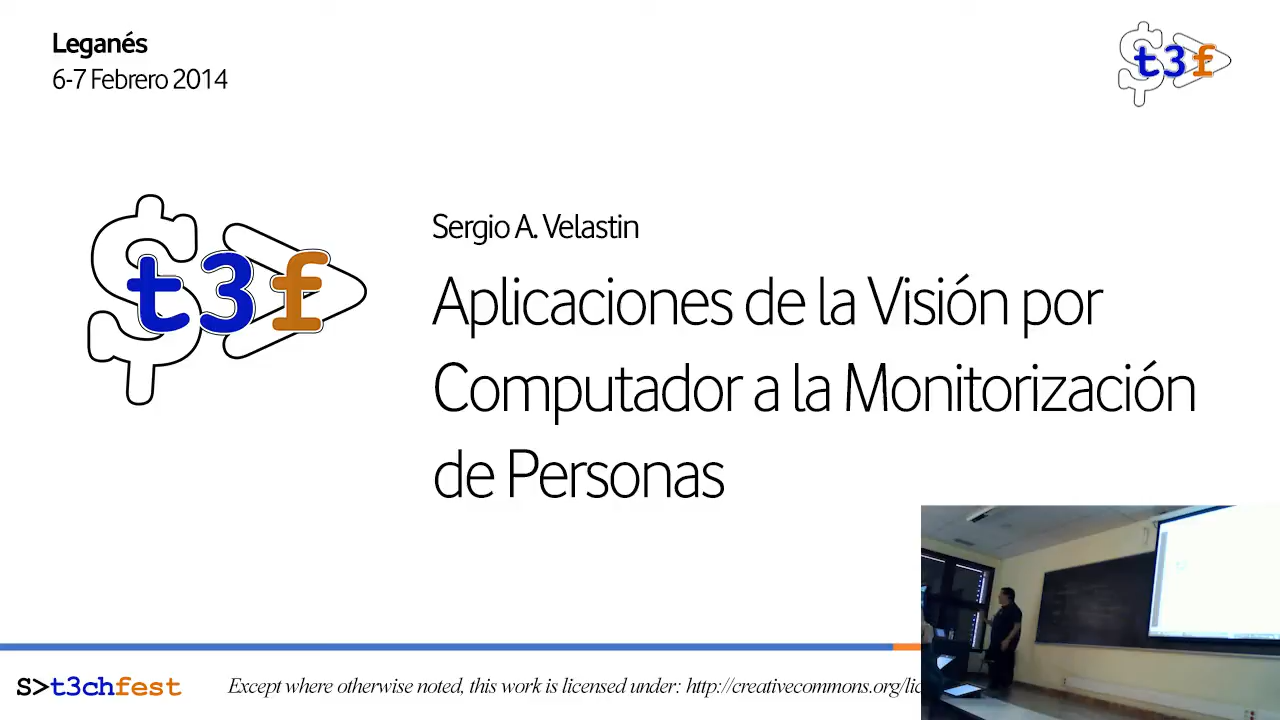 Leganés
6-7 Febrero 2014
t3f
t3f
Sergio A. Velastin
Aplicaciones de la Visión por
Computador a la Monitorización
de Personas
S>t3chfest
Except where otherwise noted, this work is licensed under: http://creativecommons.org/lic